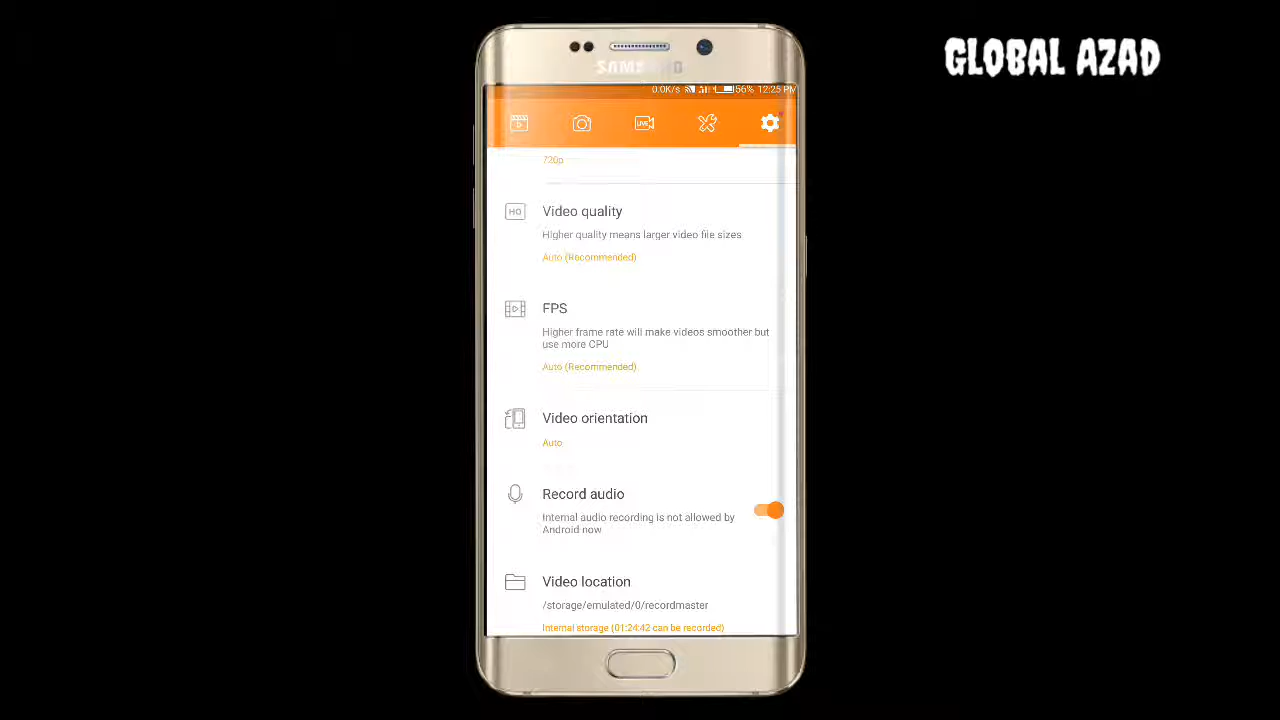 GLOBAL AZAD
SAMSUNG
0.0K/s 56% 12:25 PM
LIVE
720p
HQ
Video quality
Higher quality means larger video file sizes
Auto (Recommended)
FPS
Higher frame rate will make videos smoother but
use more CPU
Auto (Recommended)
Video orientation
Auto
Record audio
Internal audio recording is not allowed by
Android now
Video location
/storage/emulated/0/recordmaster
Internal storage (01:24:42 can be recorded)